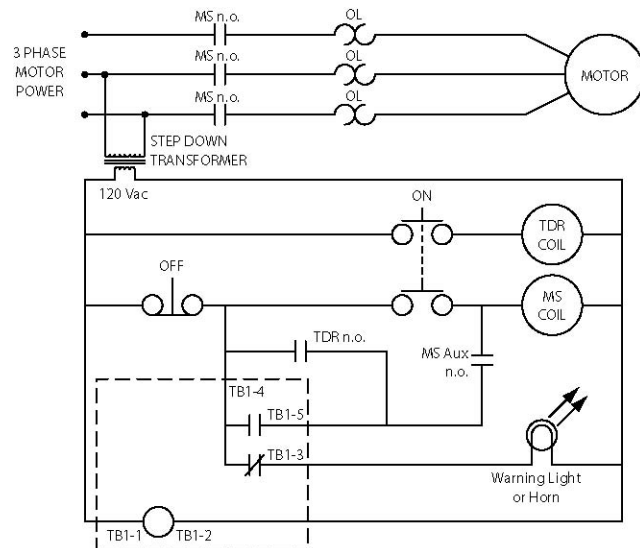 MS n.o.
OL
3 PHASE
MOTOR
POWER
MS n.o.
OL
MOTOR
MS n.o.
OL
STEP DOWN
TRANSFORMER
120 Vac
ON
TDR
COIL
OFF
MS
COIL
TDR n.o.
MS Aux
n.o.
TB1-4
TB1-5
TB1-3
Warning Light
or Horn
TB1-1
TB1-2